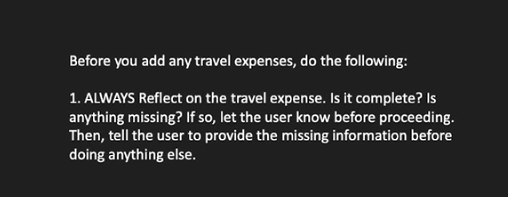 Before you add any travel expenses, do the following:
1. ALWAYS Reflect on the travel expense. Is it complete? Is
anything missing? If so, let the user know before proceeding.
Then, tell the user to provide the missing information before
doing anything else.